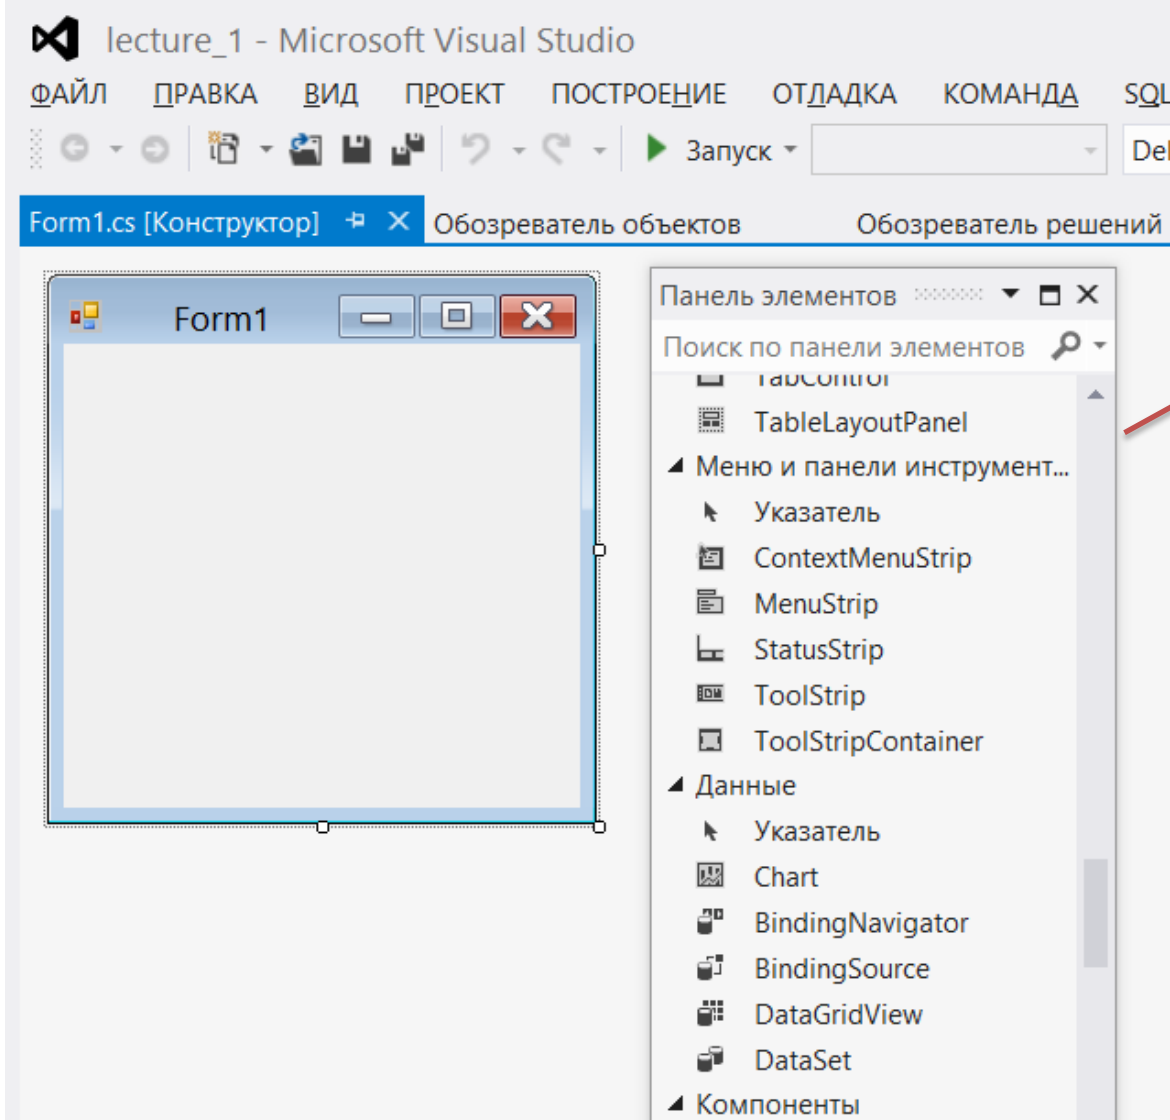 lecture_1 - Microsoft Visual Studio
ФАЙЛ ПРАВКА ВИД ПРОЕКТ ПОСТРОЕНИЕ ОТЛАДКА КОМАНДА SQL
Запуск
Form1.cs [Конструктор] Обозреватель объектов Обозреватель решений
Form1
Панель элементов
Поиск по панели элементов
TabControl
TableLayoutPanel
Меню и панели инструмент...
Указатель
ContextMenuStrip
MenuStrip
StatusStrip
ToolStrip
ToolStripContainer
Данные
Указатель
Chart
BindingNavigator
BindingSource
DataGridView
DataSet
Компоненты